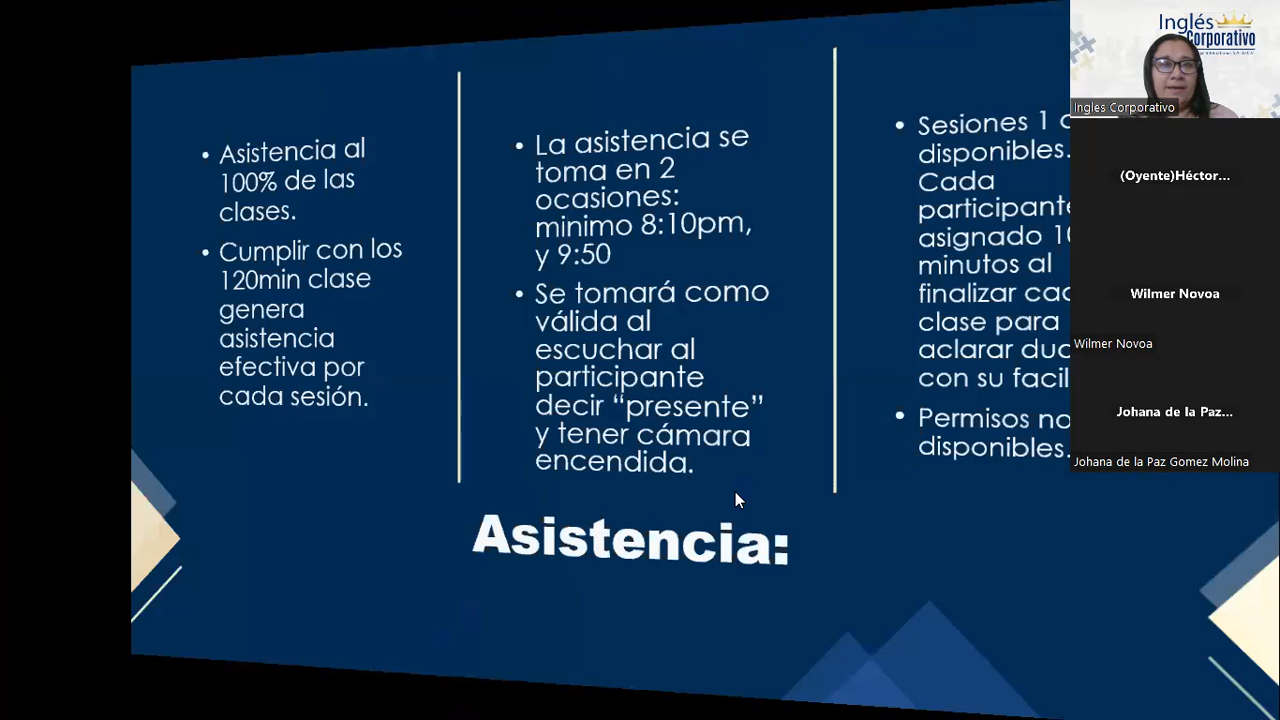 Asistencia al
100% de las
clases.
Cumplir con los
120min clase
genera
asistencia
efectiva por
cada sesión.
La asistencia se
toma en 2
ocasiones:
minimo 8:10pm,
y 9:50
Se tomará como
válida al
escuchar al
participante
decir “presente”
y tener cámara
encendida.
Sesiones 1
disponibles.
Cada
participante
asignado
minutos al
finalizar
clase para
aclarar
con su
Permisos no
disponibles.
Asistencia:
Inglés
Corporativo
Ingles Corporativo
(Oyente)Héctor...
Wilmer Novoa
Wilmer Novoa
Johana de la Paz...
Johana de la Paz Gomez Molina